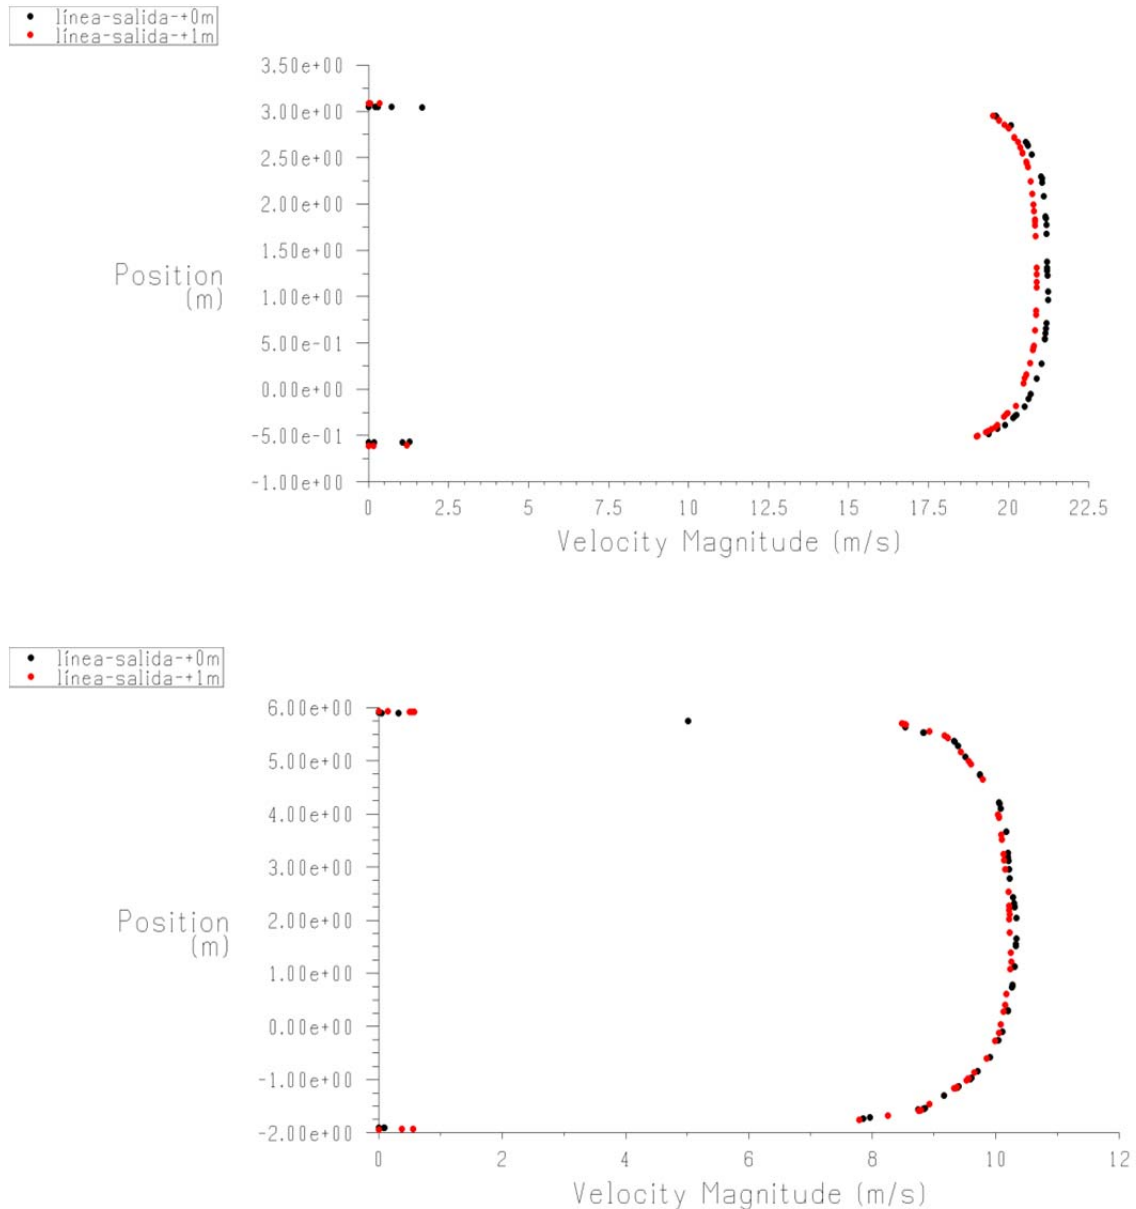 línea-salida-+0m
línea-salida-+1m
3.50e+00
3.00e+00
2.50e+00
2.00e+00
1.50e+00
Position
(m)
1.00e+00
5.00e-01
0.00e+00
-5.00e-01
-1.00e+00
0 2.5 5 7.5 10 12.5 15 17.5 20 22.5
Velocity Magnitude (m/s)
línea-salida-+0m
línea-salida-+1m
6.00e+00
5.00e+00
4.00e+00
3.00e+00
2.00e+00
Position
(m)
1.00e+00
0.00e+00
-1.00e+00
-2.00e+00
0 2 4 6 8 10 12
Velocity Magnitude (m/s)